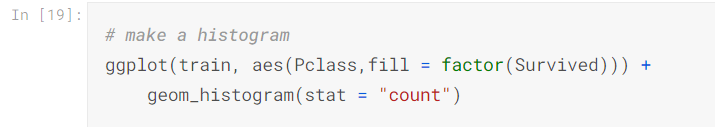 In [19]:
# make a histogram
ggplot(train, aes(Pclass,fill = factor(Survived))) +
    geom_histogram(stat = "count")